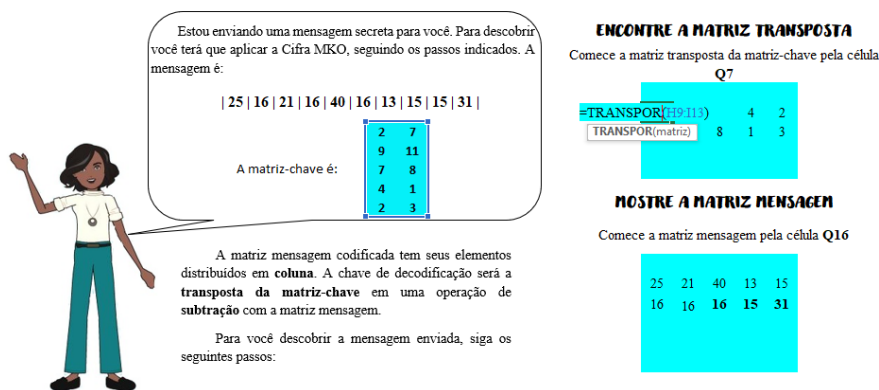 Estou enviando uma mensagem secreta para você. Para descobrir
você terá que aplicar a Cifra MKO, seguindo os passos indicados. A
mensagem é:
| 25 | 16 | 21 | 16 | 40 | 16 | 13 | 15 | 15 | 31 |
A matriz-chave é:
2 7
9 11
7 8
4 1
2 3
A matriz mensagem codificada tem seus elementos
distribuídos em coluna. A chave de decodificação será a
transposta da matriz-chave em uma operação de
subtração com a matriz mensagem.
Para você descobrir a mensagem enviada, siga os
seguintes passos:
ENCONTRE A MATRIZ TRANSPOSTA
Comece a matriz transposta da matriz-chave pela célula
Q7
=TRANSPOR(H9:I13) 4 2
TRANSPOR(matriz) 8 1 3
MOSTRE A MATRIZ MENSAGEM
Comece a matriz mensagem pela célula Q16
25 21 40 13 15
16 16 16 15 31